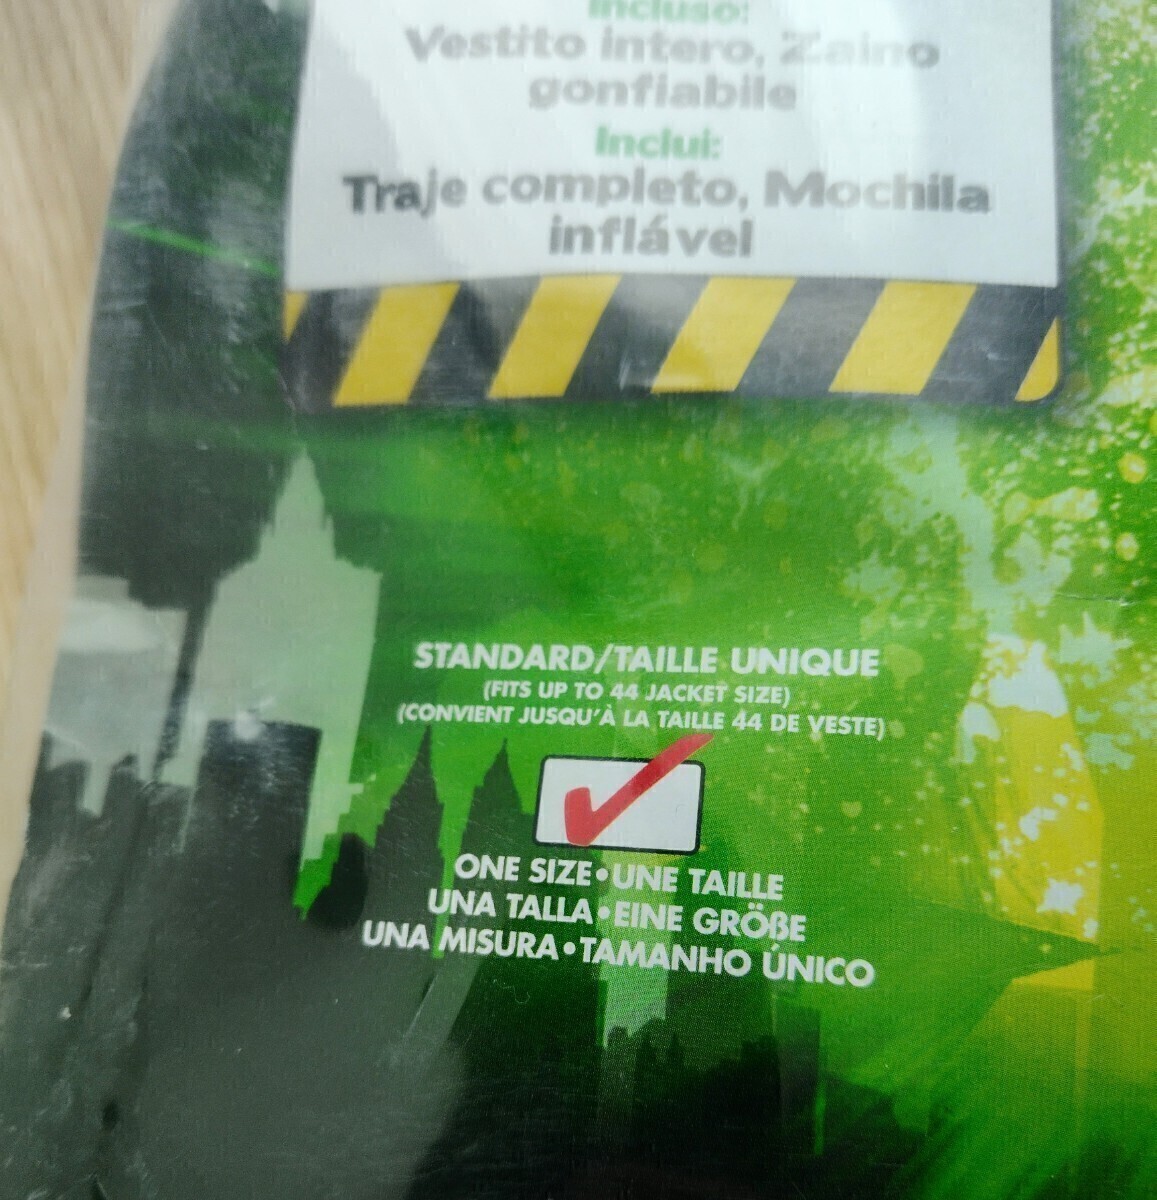 Incluso:
Vestito intero, Zaino
gonfiabile
Inclui:
Traje completo, Mochila
inflável
STANDARD/TAILLE UNIQUE
(FITS UP TO 44 JACKET SIZE)
(CONVIENT JUSQU'À LA TAILLE 44 DE VESTE)
ONE SIZE•UNE TAILLE
UNA TALLA•EINE GRÖßE
UNA MISURA•TAMANHO ÚNICO